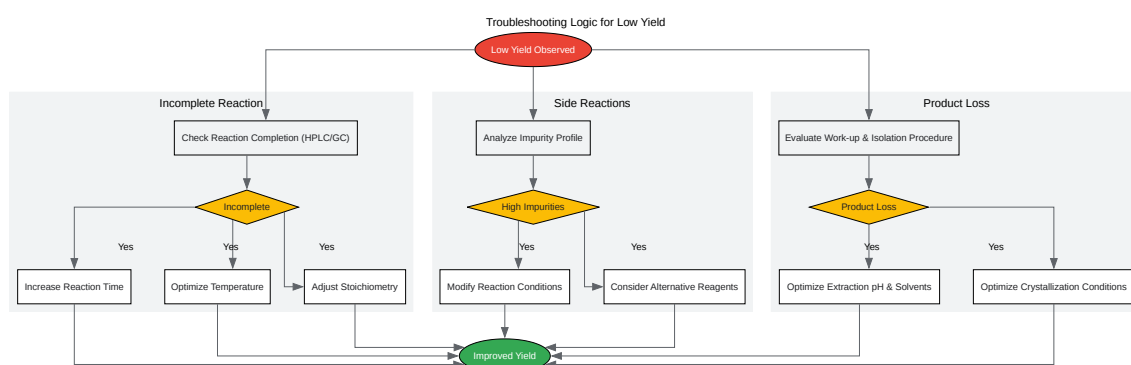 Troubleshooting Logic for Low Yield
Low Yield Observed
Incomplete Reaction
Side Reactions
Product Loss
Check Reaction Completion (HPLC/GC)
Analyze Impurity Profile
Evaluate Work-up & Isolation Procedure
Incomplete
High Impurities
Product Loss
Yes
Yes
Yes
Yes
Yes
Yes
Yes
Increase Reaction Time
Optimize Temperature
Adjust Stoichiometry
Modify Reaction Conditions
Consider Alternative Reagents
Optimize Extraction pH & Solvents
Optimize Crystallization Conditions
Improved Yield